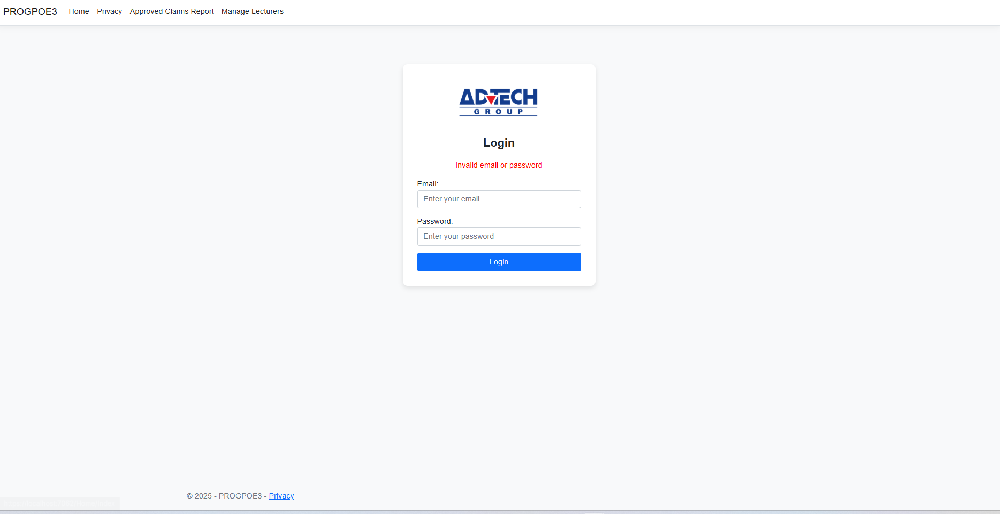 PROGPOE3 Home Privacy Approved Claims Report Manage Lecturers
ADTECH
GROUP
Login
Invalid email or password
Email:
Enter your email
Password:
Enter your password
Login
© 2025 - PROGPOE3 - Privacy